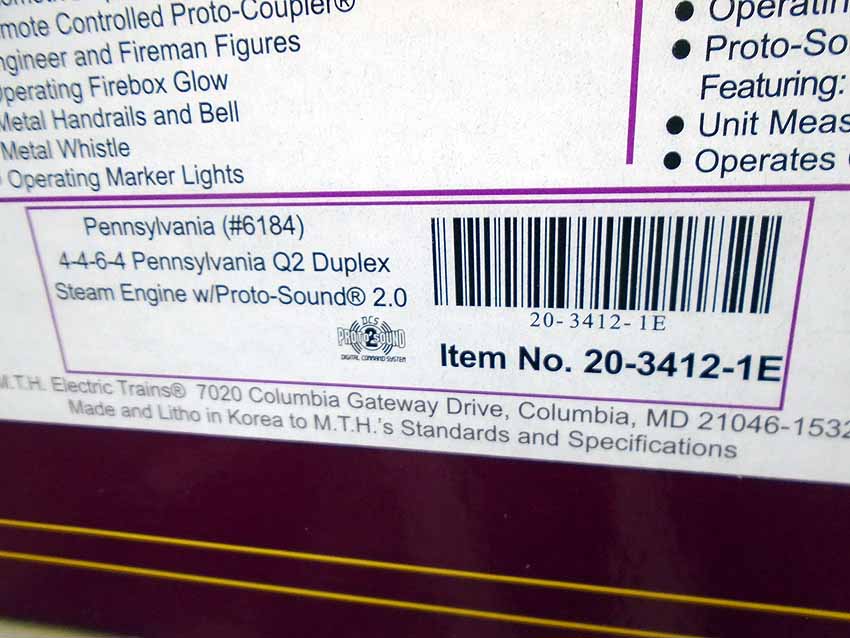 mote Controlled Proto-Coupler®
ngineer and Fireman Figures
perating Firebox Glow
Metal Handrails and Bell
Metal Whistle
Operating Marker Lights
● Operatin
● Proto-So
Featuring:
● Unit Meas
● Operates
Pennsylvania (#6184)
4-4-6-4 Pennsylvania Q2 Duplex
Steam Engine w/Proto-Sound® 2.0
DCS
PROTO 2 SOUND
DIGITAL COMMAND SYSTEM
20-3412-1E
Item No. 20-3412-1E
M.T.H. Electric Trains® 7020 Columbia Gateway Drive, Columbia, MD 21046-1532
Made and Litho in Korea to M.T.H.'s Standards and Specifications